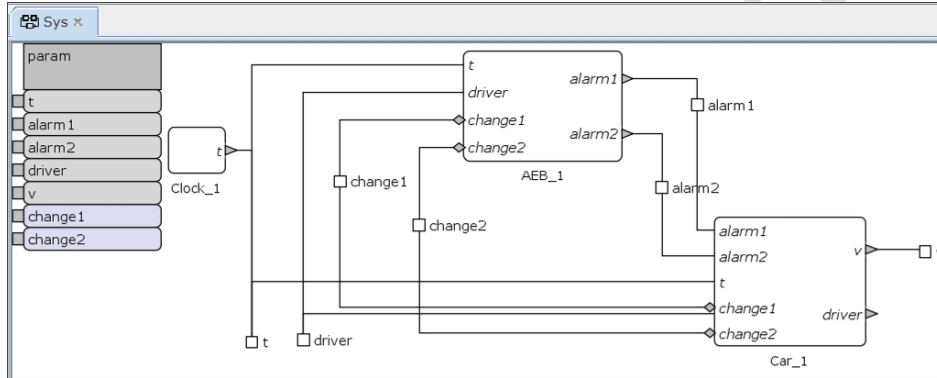 Sys
param
t
alarm1
alarm2
driver
v
change1
change2
t
Clock_1
t
driver
change1
change2
alarm1
alarm2
AEB_1
alarm1
alarm2
change1
change2
alarm1
alarm2
t
change1
change2
v
driver
Car_1
t
driver